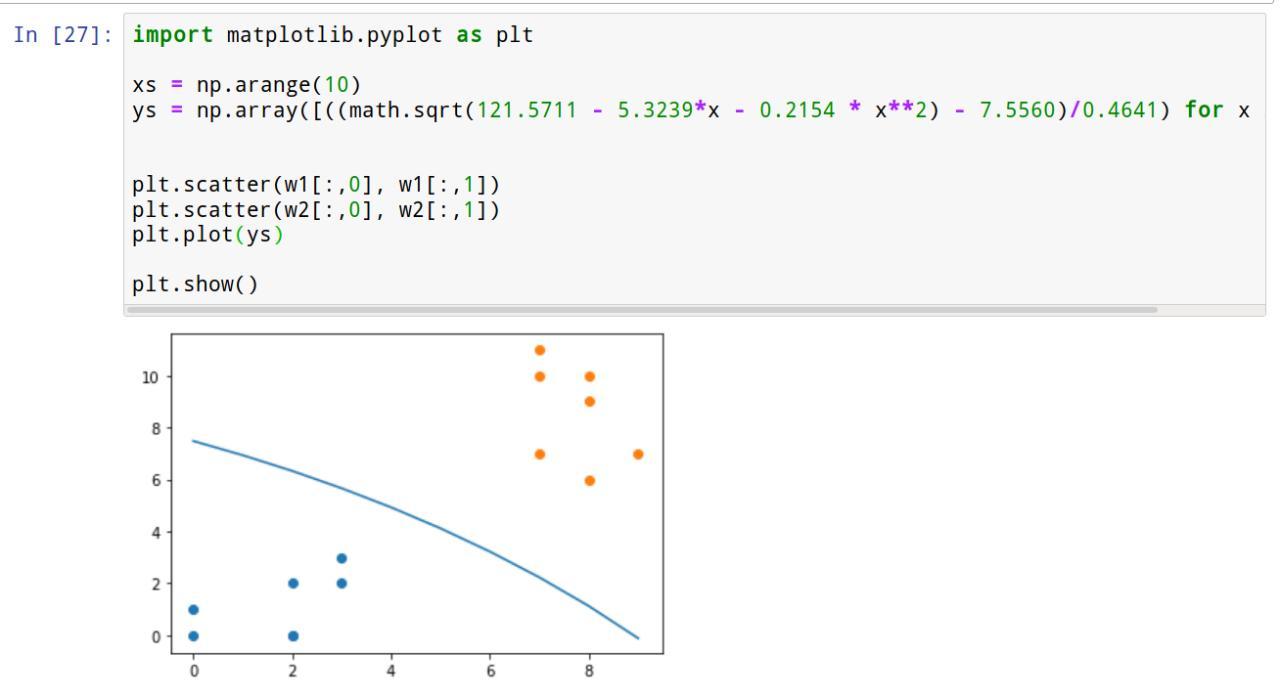 In [27]:
import matplotlib.pyplot as plt
xs = np.arange(10)
ys = np.array([((math.sqrt(121.5711 - 5.3239*x - 0.2154 * x**2) - 7.5560)/0.4641) for x
plt.scatter(w1[:,0], w1[:,1])
plt.scatter(w2[:,0], w2[:,1])
plt.plot(ys)
plt.show()
10
8
6
4
2
0
0 2 4 6 8